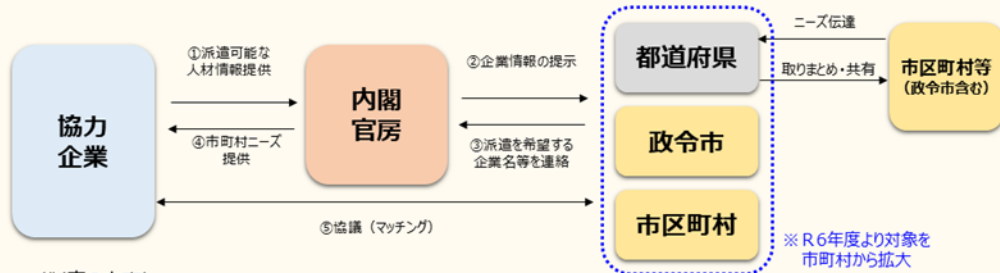 ①派遣可能な
人材情報提供
②企業情報の提示
ニーズ伝達
都道府県
取りまとめ・共有
市区町村等
(政令市含む)
協力
企業
内閣
官房
④市町村ニーズ
提供
③派遣を希望する
企業名等を連絡
政令市
⑤協議(マッチング)
市区町村
※R6年度より対象を
市町村から拡大